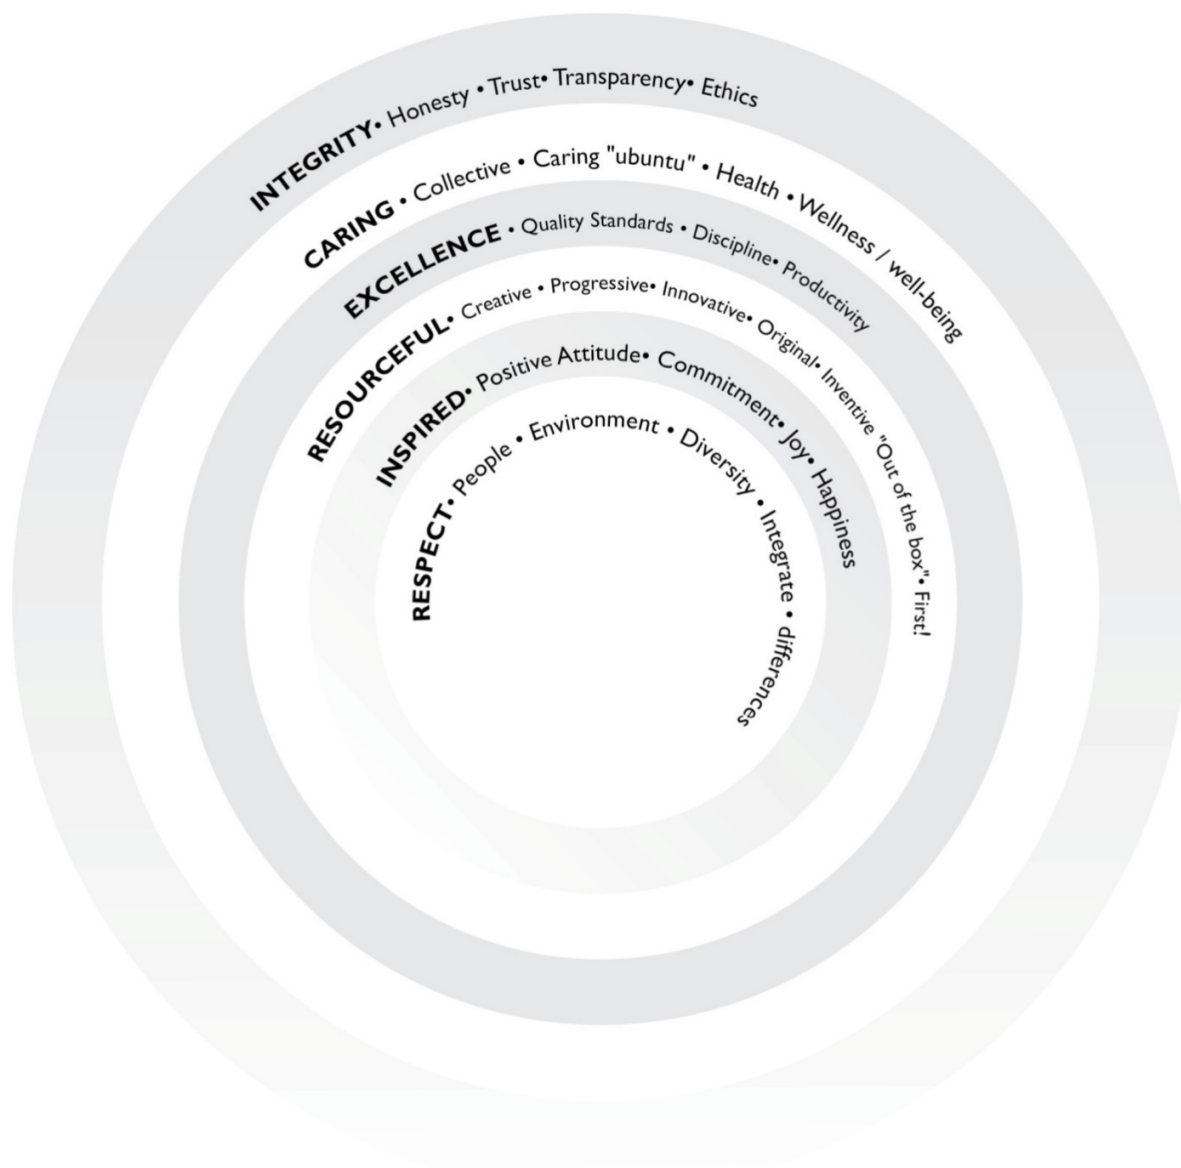 INTEGRITY• Honesty • Trust• Transparency• Ethics
CARING • Collective • Caring "ubuntu" • Health • Wellness / well-being
EXCELLENCE • Quality Standards • Discipline• Productivity
RESOURCEFUL• Creative • Progressive• Innovative• Original• Inventive "Out of the box"• First!
INSPIRED• Positive Attitude• Commitment• Joy• Happiness
RESPECT• People • Environment • Diversity • Integrate • differences